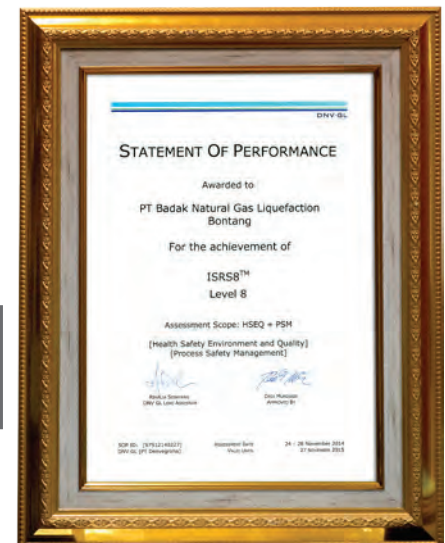 DNV·GL
STATEMENT OF PERFORMANCE
Awarded to
PT Badak Natural Gas Liquefaction
Bontang
For the achievement of
ISRS8™
Level 8
Assessment Scope: HSEQ + PSM
[Health Safety Environment and Quality]
[Process Safety Management]
DNV GL Lead Assessor
Approved By
Assessment Date 24 - 28 November 2014
Valid Until 27 November 2015